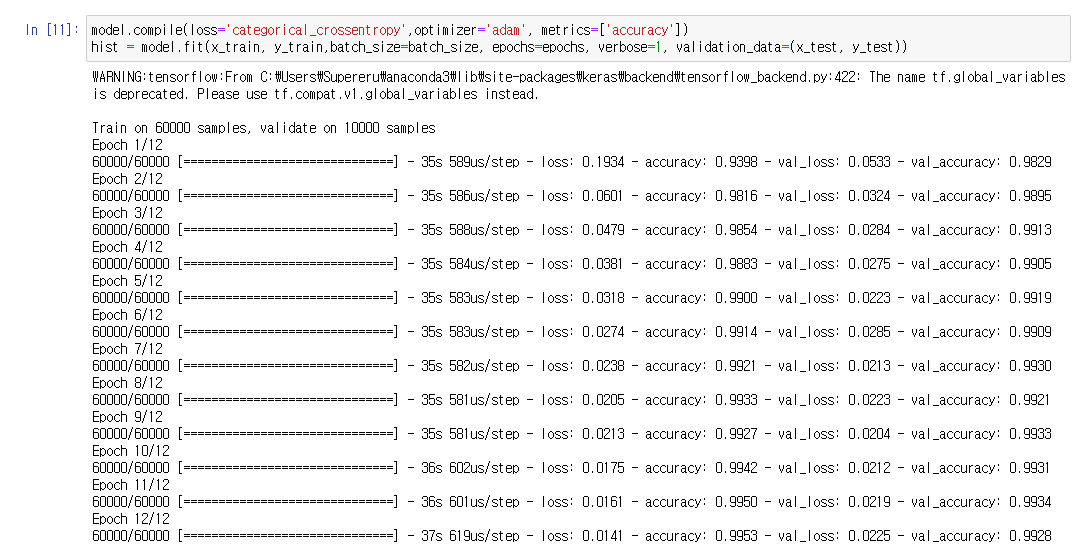 In [11]: model.compile(loss='categorical_crossentropy',optimizer='adam', metrics=['accuracy'])
hist = model.fit(x_train, y_train,batch_size=batch_size, epochs=epochs, verbose=1, validation_data=(x_test, y_test))
WARNING:tensorflow:From C:₩Users₩Supereru₩anaconda3₩lib₩site-packages₩keras₩backend₩tensorflow_backend.py:422: The name tf.global_variables
is deprecated. Please use tf.compat.v1.global_variables instead.
Train on 60000 samples, validate on 10000 samples
Epoch 1/12
60000/60000 [==============================] - 35s 589us/step - loss: 0.1934 - accuracy: 0.9398 - val_loss: 0.0533 - val_accuracy: 0.9829
Epoch 2/12
60000/60000 [==============================] - 35s 586us/step - loss: 0.0601 - accuracy: 0.9816 - val_loss: 0.0324 - val_accuracy: 0.9895
Epoch 3/12
60000/60000 [==============================] - 35s 588us/step - loss: 0.0479 - accuracy: 0.9854 - val_loss: 0.0284 - val_accuracy: 0.9913
Epoch 4/12
60000/60000 [==============================] - 35s 584us/step - loss: 0.0381 - accuracy: 0.9883 - val_loss: 0.0275 - val_accuracy: 0.9905
Epoch 5/12
60000/60000 [==============================] - 35s 583us/step - loss: 0.0318 - accuracy: 0.9900 - val_loss: 0.0223 - val_accuracy: 0.9919
Epoch 6/12
60000/60000 [==============================] - 35s 583us/step - loss: 0.0274 - accuracy: 0.9914 - val_loss: 0.0285 - val_accuracy: 0.9909
Epoch 7/12
60000/60000 [==============================] - 35s 582us/step - loss: 0.0238 - accuracy: 0.9921 - val_loss: 0.0213 - val_accuracy: 0.9930
Epoch 8/12
60000/60000 [==============================] - 35s 581us/step - loss: 0.0205 - accuracy: 0.9933 - val_loss: 0.0223 - val_accuracy: 0.9921
Epoch 9/12
60000/60000 [==============================] - 35s 581us/step - loss: 0.0213 - accuracy: 0.9927 - val_loss: 0.0204 - val_accuracy: 0.9933
Epoch 10/12
60000/60000 [==============================] - 36s 602us/step - loss: 0.0175 - accuracy: 0.9942 - val_loss: 0.0212 - val_accuracy: 0.9931
Epoch 11/12
60000/60000 [==============================] - 36s 601us/step - loss: 0.0161 - accuracy: 0.9950 - val_loss: 0.0219 - val_accuracy: 0.9934
Epoch 12/12
60000/60000 [==============================] - 37s 619us/step - loss: 0.0141 - accuracy: 0.9953 - val_loss: 0.0225 - val_accuracy: 0.9928